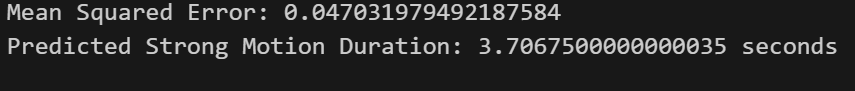 Mean Squared Error: 0.047031979492187584
Predicted Strong Motion Duration: 3.7067500000000035 seconds